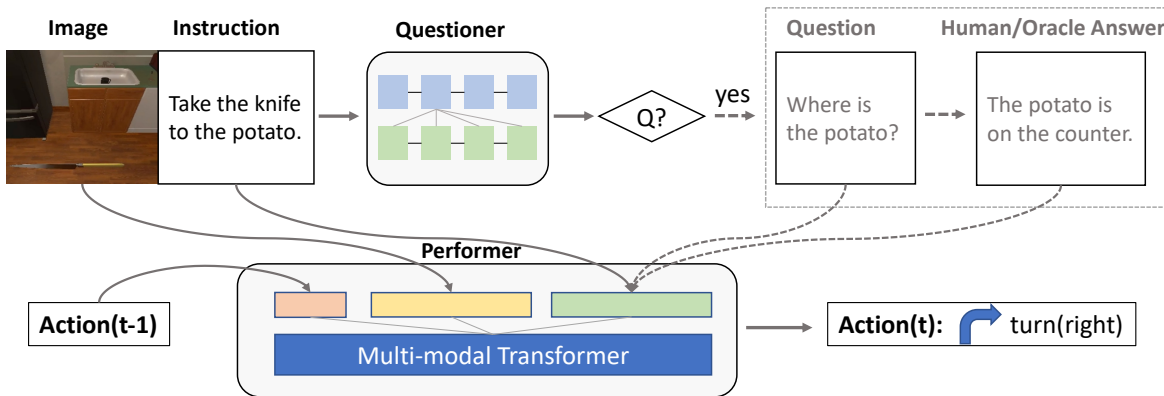 Image
Instruction
Questioner
Question
Human/Oracle Answer
Take the knife
to the potato.
Q?
yes
Where is
the potato?
The potato is
on the counter.
Performer
Action(t-1)
Multi-modal Transformer
Action(t):
turn(right)